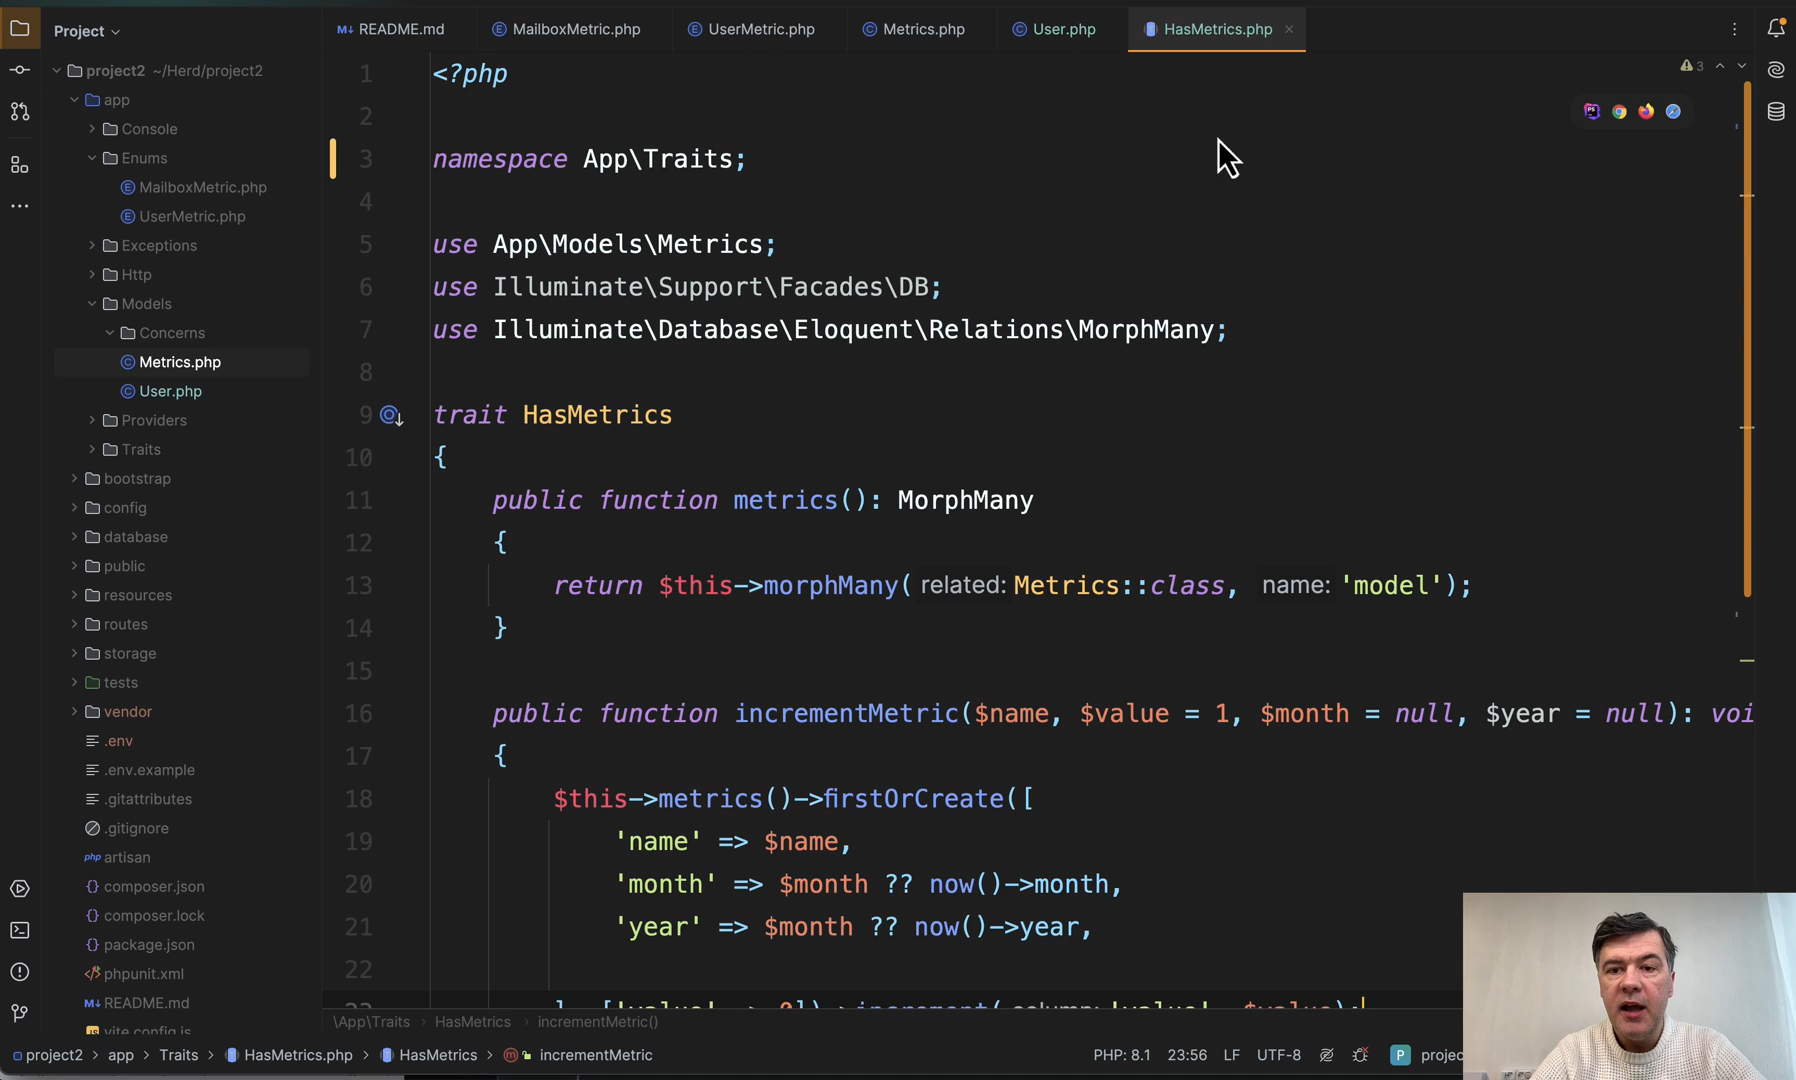 Project
README.md
MailboxMetric.php
UserMetric.php
Metrics.php
User.php
HasMetrics.php
project2 ~/Herd/project2
app
Console
Enums
MailboxMetric.php
UserMetric.php
Exceptions
Http
Models
Concerns
Metrics.php
User.php
Providers
Traits
bootstrap
config
database
public
resources
routes
storage
tests
vendor
.env
.env.example
.gitattributes
.gitignore
php artisan
composer.json
composer.lock
package.json
phpunit.xml
M↓ README.md
vite.config.js
3
1 <?php
2
3 namespace App\Traits;
4
5 use App\Models\Metrics;
6 use Illuminate\Support\Facades\DB;
7 use Illuminate\Database\Eloquent\Relations\MorphMany;
8
9 trait HasMetrics
10 {
11 public function metrics(): MorphMany
12 {
13 return $this->morphMany( related: Metrics::class, name: 'model');
14 }
15
16 public function incrementMetric($name, $value = 1, $month = null, $year = null): voi
17 {
18 $this->metrics()->firstOrCreate([
19 'name' => $name,
20 'month' => $month ?? now()->month,
21 'year' => $month ?? now()->year,
22
\App\Traits › HasMetrics › incrementMetric()
project2 › app › Traits › HasMetrics.php › HasMetrics › incrementMetric
PHP: 8.1 23:56 LF UTF-8 P projec